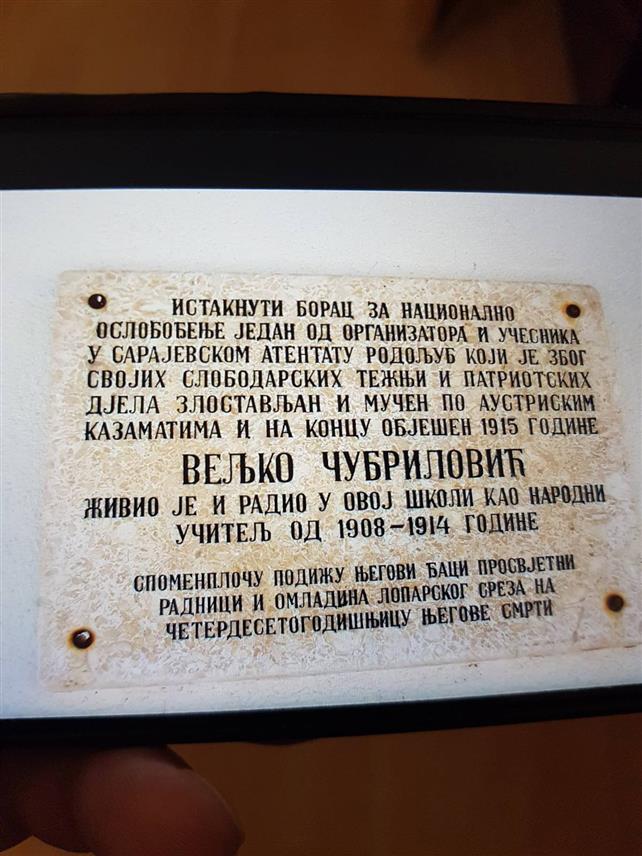 ИСТАКНУТИ БОРАЦ ЗА НАЦИОНАЛНО
ОСЛОБОЂЕЊЕ ЈЕДАН ОД ОРГАНИЗАТОРА И УЧЕСНИКА
У САРАЈЕВСКОМ АТЕНТАТУ РОДОЉУБ КОЈИ ЈЕ ЗБОГ
СВОЈИХ СЛОБОДАРСКИХ ТЕЖЊИ И ПАТРИОТСКИХ
ДЈЕЛА ЗЛОСТАВЉАН И МУЧЕН ПО АУСТРИСКИМ
КАЗАМАТИМА И НА КОНЦУ ОБЈЕШЕН 1915 ГОДИНЕ
ВЕЉКО ЧУБРИЛОВИЋ
ЖИВИО ЈЕ И РАДИО У ОВОЈ ШКОЛИ КАО НАРОДНИ
УЧИТЕЉ ОД 1908-1914 ГОДИНЕ
СПОМЕНПЛОЧУ ПОДИЖУ ЊЕГОВИ ЂАЦИ ПРОСВЈЕТНИ
РАДНИЦИ И ОМЛАДИНА ЛОПАРСКОГ СРЕЗА НА
ЧЕТЕРДЕСЕТОГОДИШЊИЦУ ЊЕГОВЕ СМРТИ